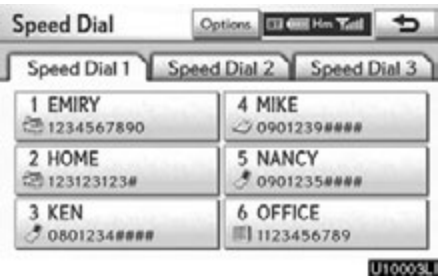 Speed Dial Options Hm
Speed Dial 1 Speed Dial 2 Speed Dial 3
1 EMIRY
1234567890
2 HOME
123123123#
3 KEN
0801234####
4 MIKE
0901239####
5 NANCY
0901235####
6 OFFICE
1123456789